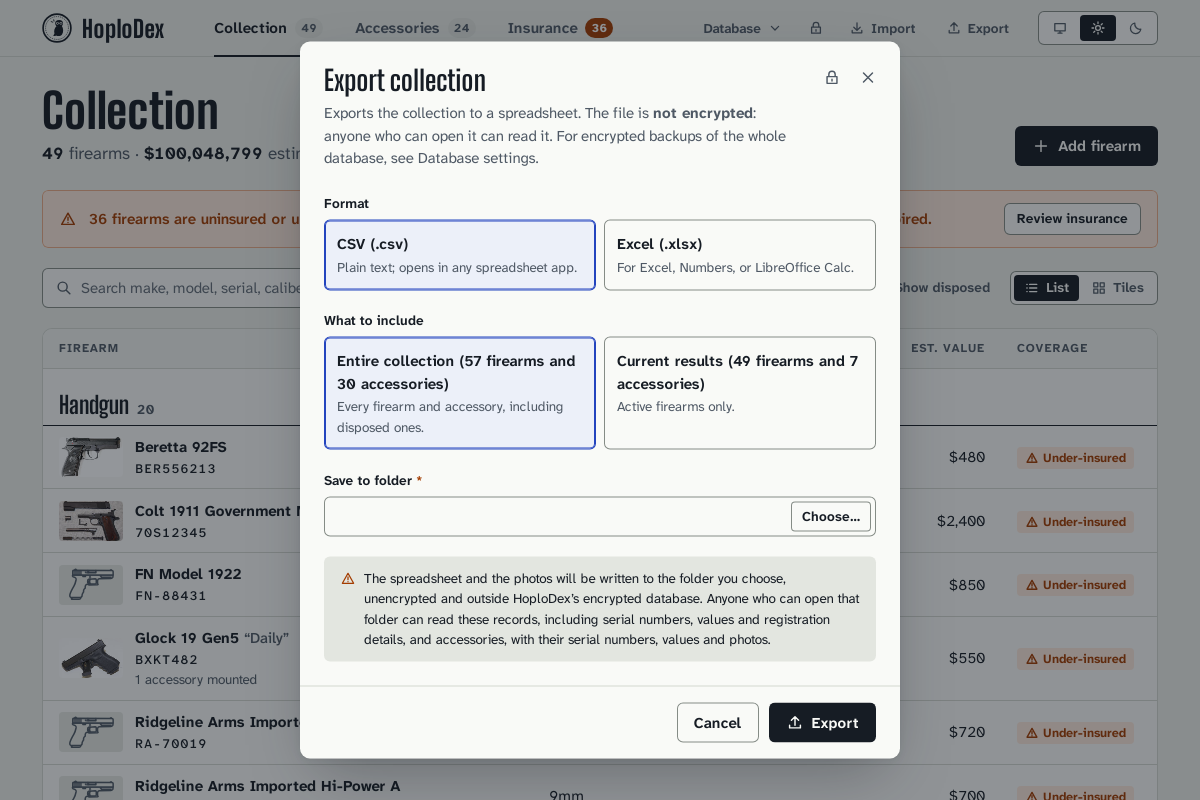 HoploDex
Collection 49 Accessories 24 Insurance 36 Database Import Export
Export collection
Exports the collection to a spreadsheet. The file is not encrypted:
anyone who can open it can read it. For encrypted backups of the whole
database, see Database settings.
Collection
49 firearms · $100,048,799
Add firearm
36 firearms are uninsured or
Review insurance
Search make, model, serial,
disposed
List Tiles
Format
CSV (.csv)
Plain text; opens in any spreadsheet app.
Excel (.xlsx)
For Excel, Numbers, or LibreOffice Calc.
What to include
Entire collection (57 firearms and
30 accessories)
Every firearm and accessory, including
disposed ones.
Current results (49 firearms and 7
accessories)
Active firearms only.
Save to folder *
Choose…
The spreadsheet and the photos will be written to the folder you choose,
unencrypted and outside HoploDex’s encrypted database. Anyone who can open that
folder can read these records, including serial numbers, values and registration
details, and accessories, with their serial numbers, values and photos.
Cancel
Export
FIREARM EST. VALUE COVERAGE
Handgun 20
Beretta 92FS
BER556213
$480 Under-insured
Colt 1911 Government
70S12345
$2,400 Under-insured
FN Model 1922
FN-88431
$850 Under-insured
Glock 19 Gen5 “Daily”
BXKT482
1 accessory mounted
$550 Under-insured
Ridgeline Arms
RA-70019
$720 Under-insured
Ridgeline Arms Imported Hi-Power A
9mm
$700 Under-insured